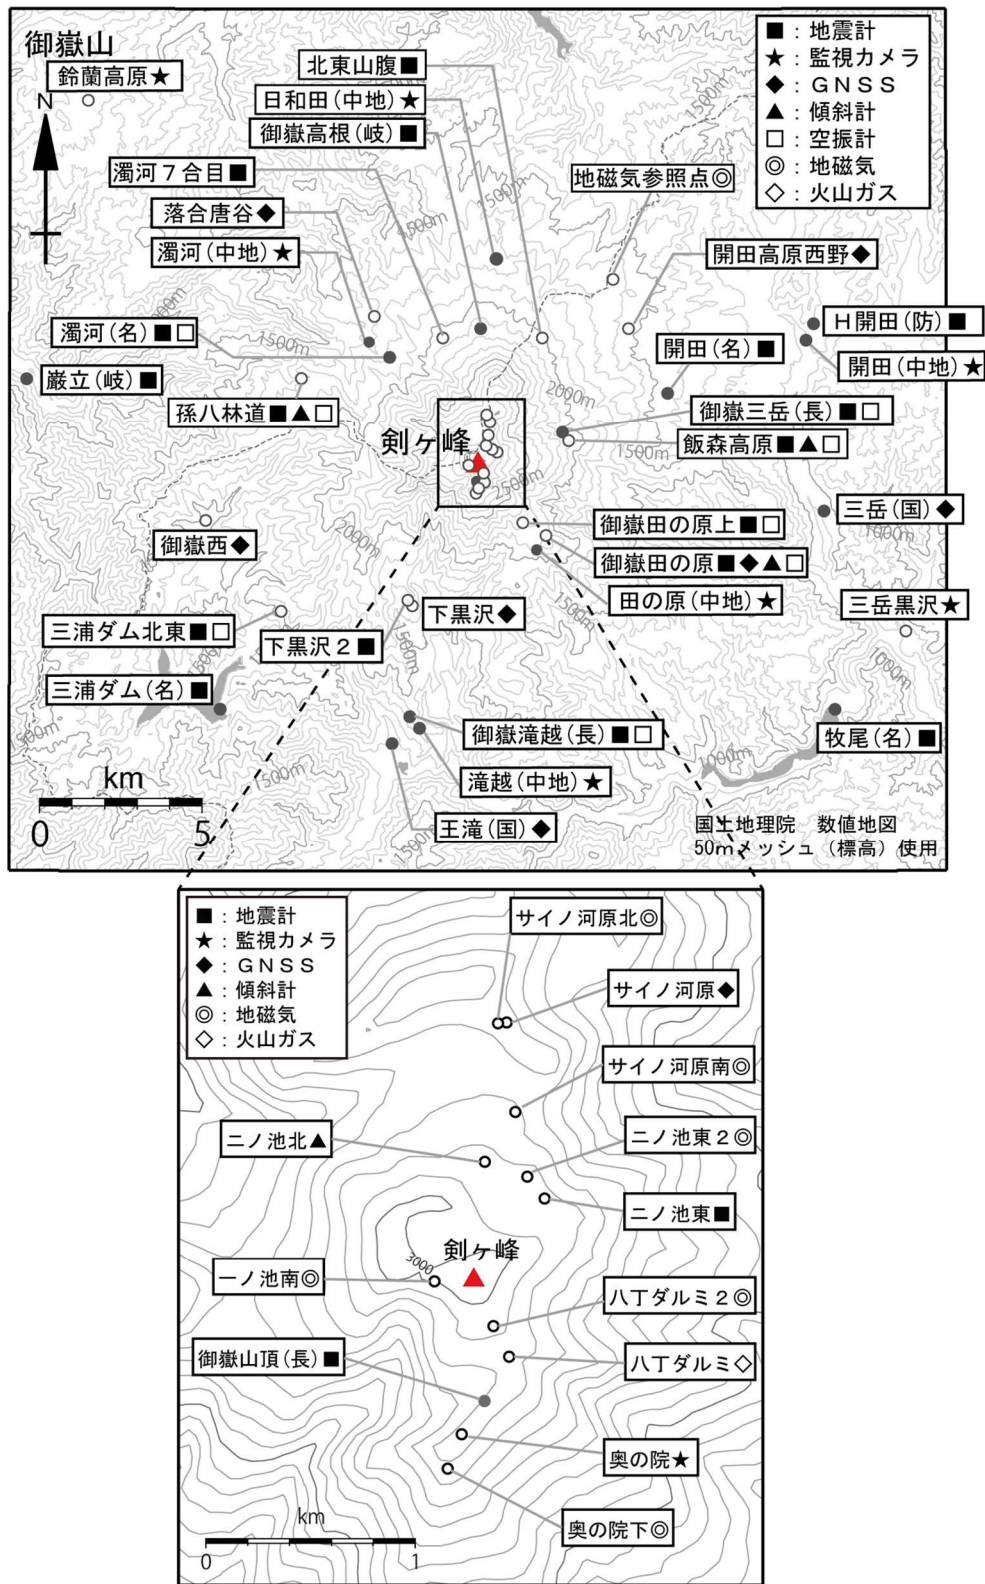 御嶽山
鈴蘭高原★
N
北東山腹■
日和田(中地)★
御嶽高根(岐)■
濁河7合目■
落合唐谷◆
濁河(中地)★
地磁気参照点◎
■:地震計
★:監視カメラ
◆:GNSS
▲:傾斜計
□:空振計
◎:地磁気
◇:火山ガス
開田高原西野◆
濁河(名)■□
巌立(岐)■
孫八林道■▲□
H開田(防)■
開田(名)■
開田(中地)★
御嶽三岳(長)■□
飯森高原■▲□
剣ヶ峰
三岳(国)◆
御嶽西◆
御嶽田の原上■□
御嶽田の原■◆▲□
田の原(中地)★
三岳黒沢★
三浦ダム北東■□
下黒沢2■
下黒沢◆
三浦ダム(名)■
御嶽滝越(長)■□
滝越(中地)★
王滝(国)◆
牧尾(名)■
1500m
1500m
1500m
1500m
2000m
1500m
2500m
2000m
1000m
1500m
1500m
1000m
1500m
1000m
1500m
1500m
km
0 5
国土地理院 数値地図
50mメッシュ(標高)使用
■:地震計
★:監視カメラ
◆:GNSS
▲:傾斜計
◎:地磁気
◇:火山ガス
サイノ河原北◎
サイノ河原◆
サイノ河原南◎
二ノ池北▲
二ノ池東2◎
二ノ池東■
剣ヶ峰
3000
一ノ池南◎
八丁ダルミ2◎
御嶽山頂(長)■
八丁ダルミ◇
奥の院★
奥の院下◎
km
0 1